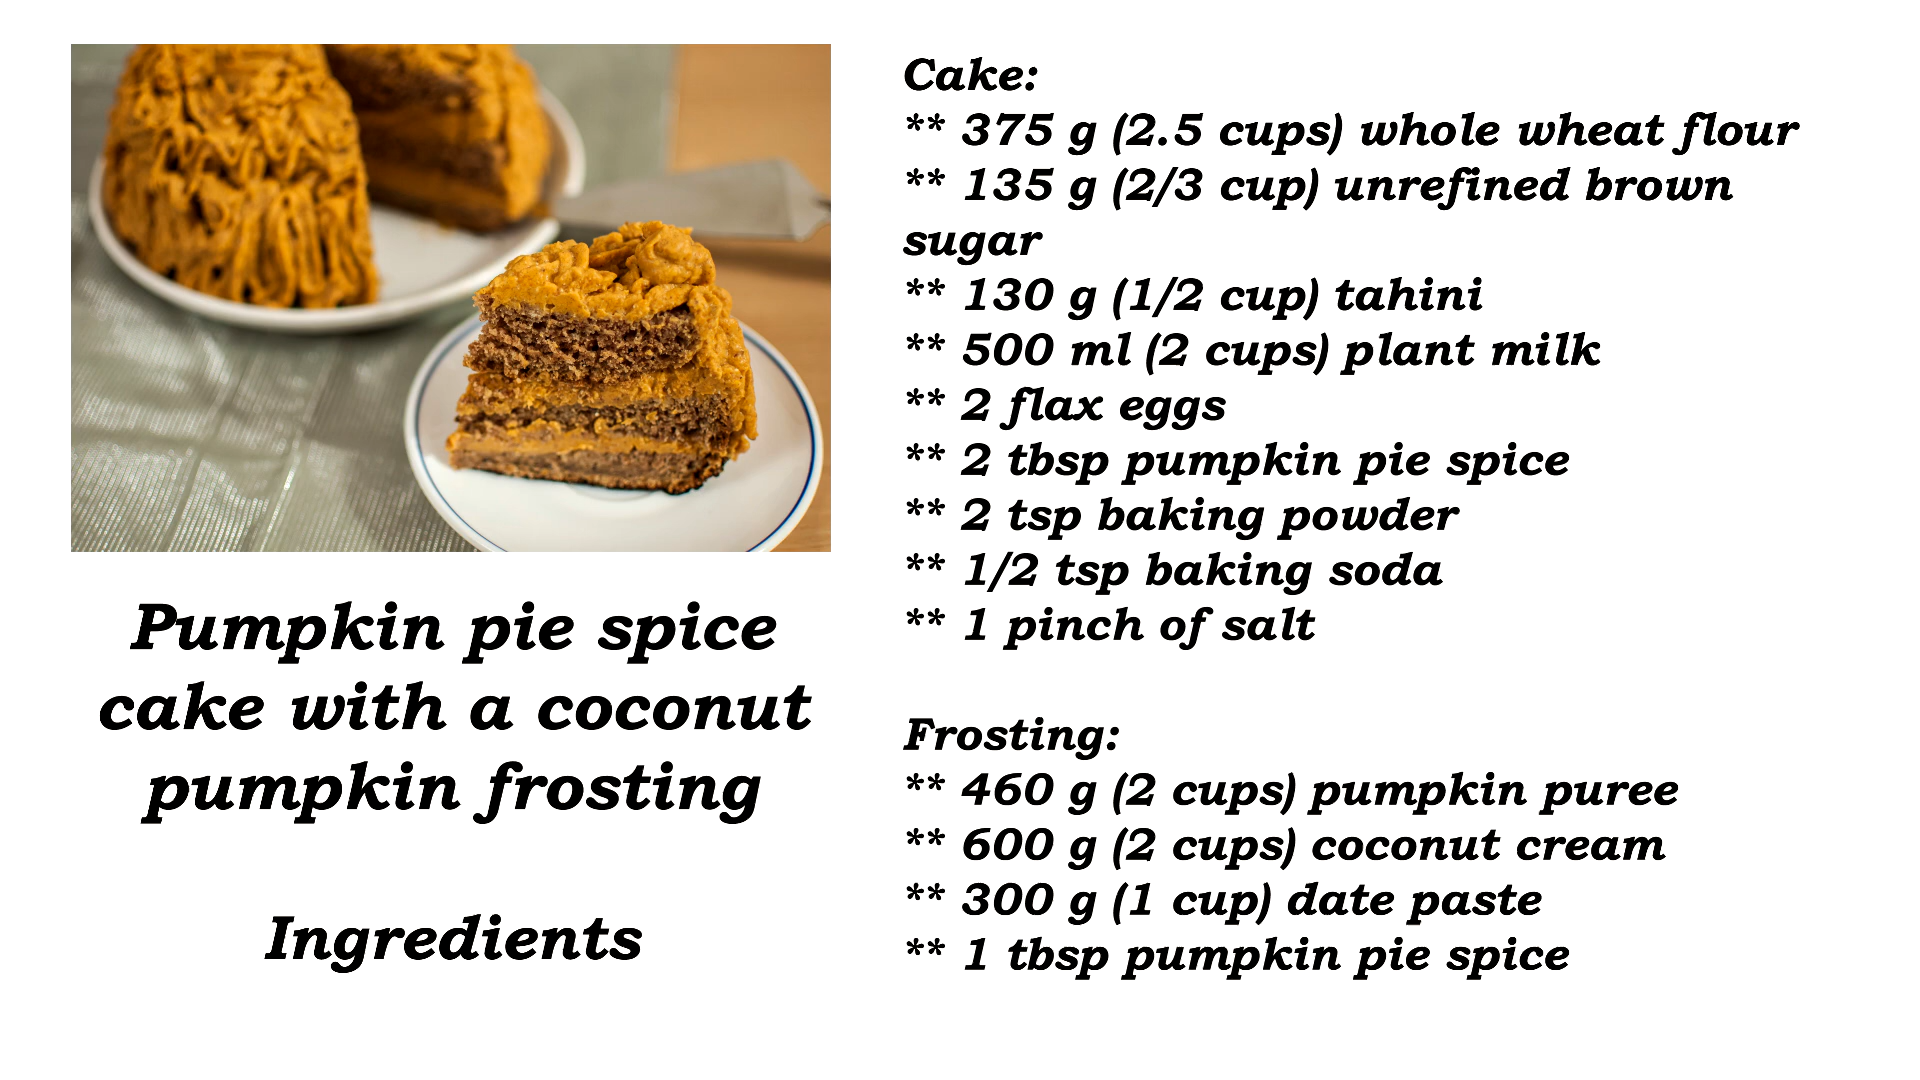 Pumpkin pie spice
cake with a coconut
pumpkin frosting
Ingredients
Cake:
** 375 g (2.5 cups) whole wheat flour
** 135 g (2/3 cup) unrefined brown
sugar
** 130 g (1/2 cup) tahini
** 500 ml (2 cups) plant milk
** 2 flax eggs
** 2 tbsp pumpkin pie spice
** 2 tsp baking powder
** 1/2 tsp baking soda
** 1 pinch of salt
Frosting:
** 460 g (2 cups) pumpkin puree
** 600 g (2 cups) coconut cream
** 300 g (1 cup) date paste
** 1 tbsp pumpkin pie spice